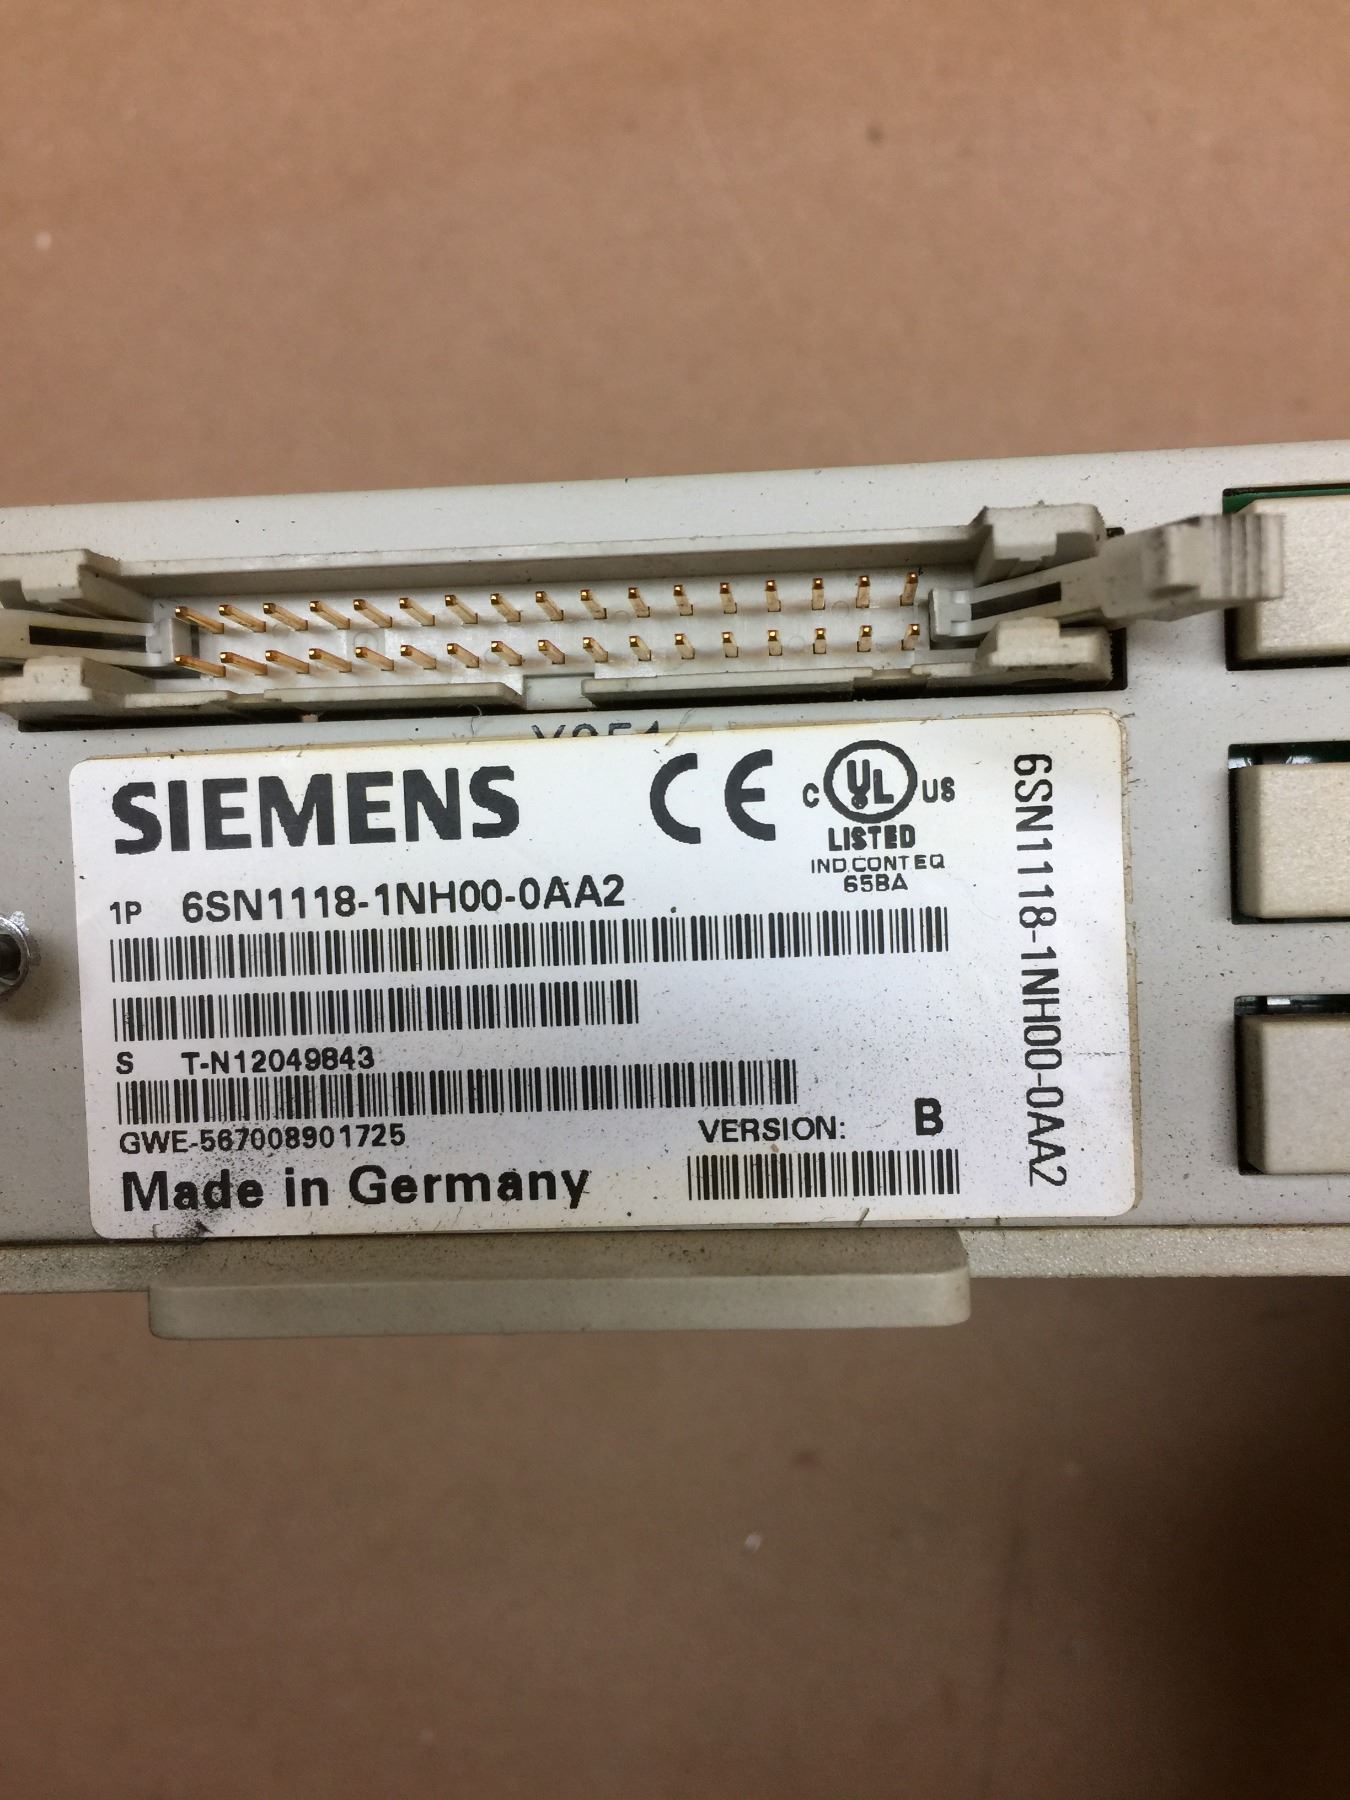 SIEMENS
CE
C UL US
LISTED
IND.CONT.EQ
65BA
1P 6SN1118-1NH00-0AA2
S T-N12049843
GWE-567008901725
VERSION: B
Made in Germany
6SN1118-1NH00-0AA2